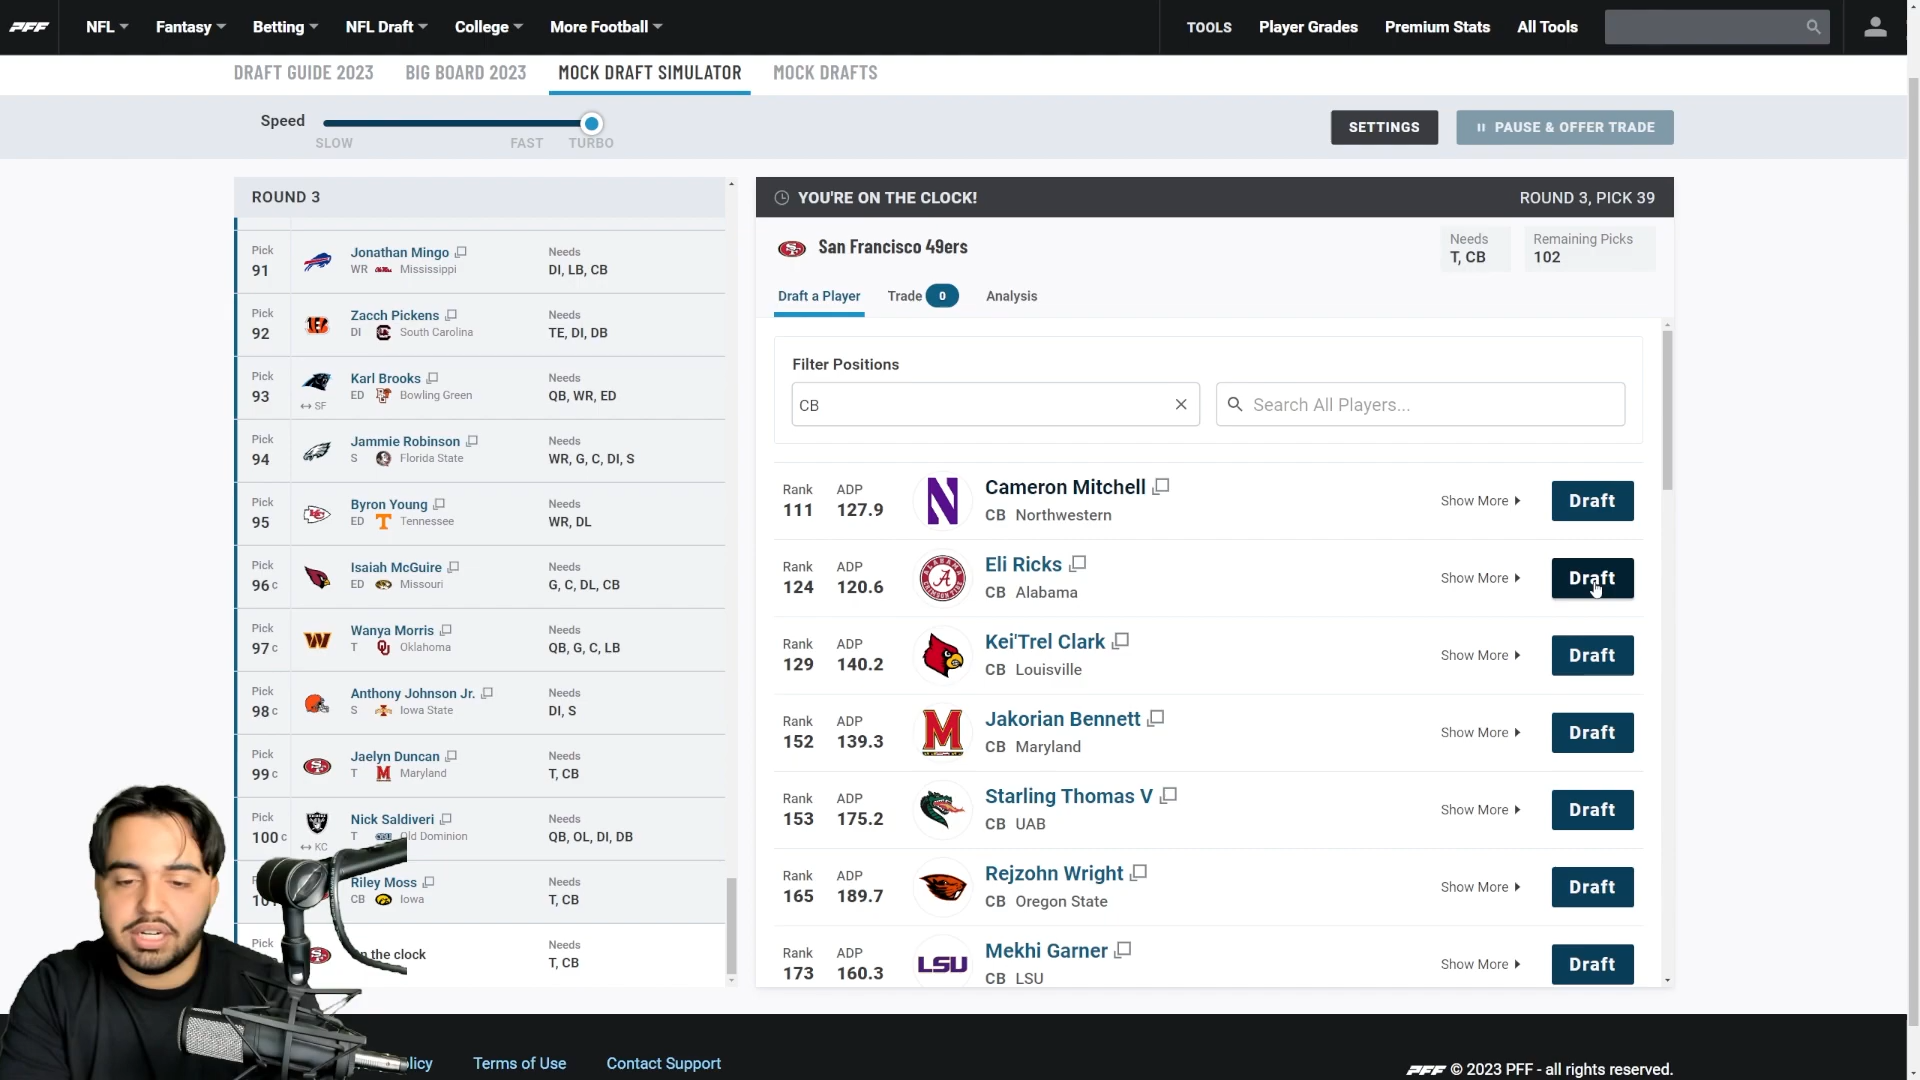 PFF
NFL
Fantasy
Betting
NFL Draft
College
More Football
TOOLS
Player Grades
Premium Stats
All Tools
DRAFT GUIDE 2023
BIG BOARD 2023
MOCK DRAFT SIMULATOR
MOCK DRAFTS
Speed
SLOW
FAST
TURBO
SETTINGS
PAUSE & OFFER TRADE
ROUND 3
Pick
91
Jonathan Mingo
WR Mississippi
Needs
DI, LB, CB
Pick
92
Zacch Pickens
DI South Carolina
Needs
TE, DI, DB
Pick
93
↔ SF
Karl Brooks
ED Bowling Green
Needs
QB, WR, ED
Pick
94
Jammie Robinson
S Florida State
Needs
WR, G, C, DI, S
Pick
95
Byron Young
ED Tennessee
Needs
WR, DL
Pick
96 c
Isaiah McGuire
ED Missouri
Needs
G, C, DL, CB
Pick
97 c
Wanya Morris
T Oklahoma
Needs
QB, G, C, LB
Pick
98 c
Anthony Johnson Jr.
S Iowa State
Needs
DI, S
Pick
99 c
Jaelyn Duncan
T Maryland
Needs
T, CB
Pick
100 c
↔ KC
Nick Saldiveri
T Old Dominion
Needs
QB, OL, DI, DB
Riley Moss
CB Iowa
Needs
T, CB
Pick
the clock
Needs
T, CB
YOU'RE ON THE CLOCK!
ROUND 3, PICK 39
San Francisco 49ers
Needs
T, CB
Remaining Picks
102
Draft a Player
Trade 0
Analysis
Filter Positions
CB
Search All Players...
Rank
111
ADP
127.9
Cameron Mitchell
CB Northwestern
Show More
Draft
Rank
124
ADP
120.6
Eli Ricks
CB Alabama
Show More
Draft
Rank
129
ADP
140.2
Kei'Trel Clark
CB Louisville
Show More
Draft
Rank
152
ADP
139.3
Jakorian Bennett
CB Maryland
Show More
Draft
Rank
153
ADP
175.2
Starling Thomas V
CB UAB
Show More
Draft
Rank
165
ADP
189.7
Rejzohn Wright
CB Oregon State
Show More
Draft
Rank
173
ADP
160.3
LSU
Mekhi Garner
CB LSU
Show More
Draft
Terms of Use
Contact Support
PFF © 2023 PFF - all rights reserved.